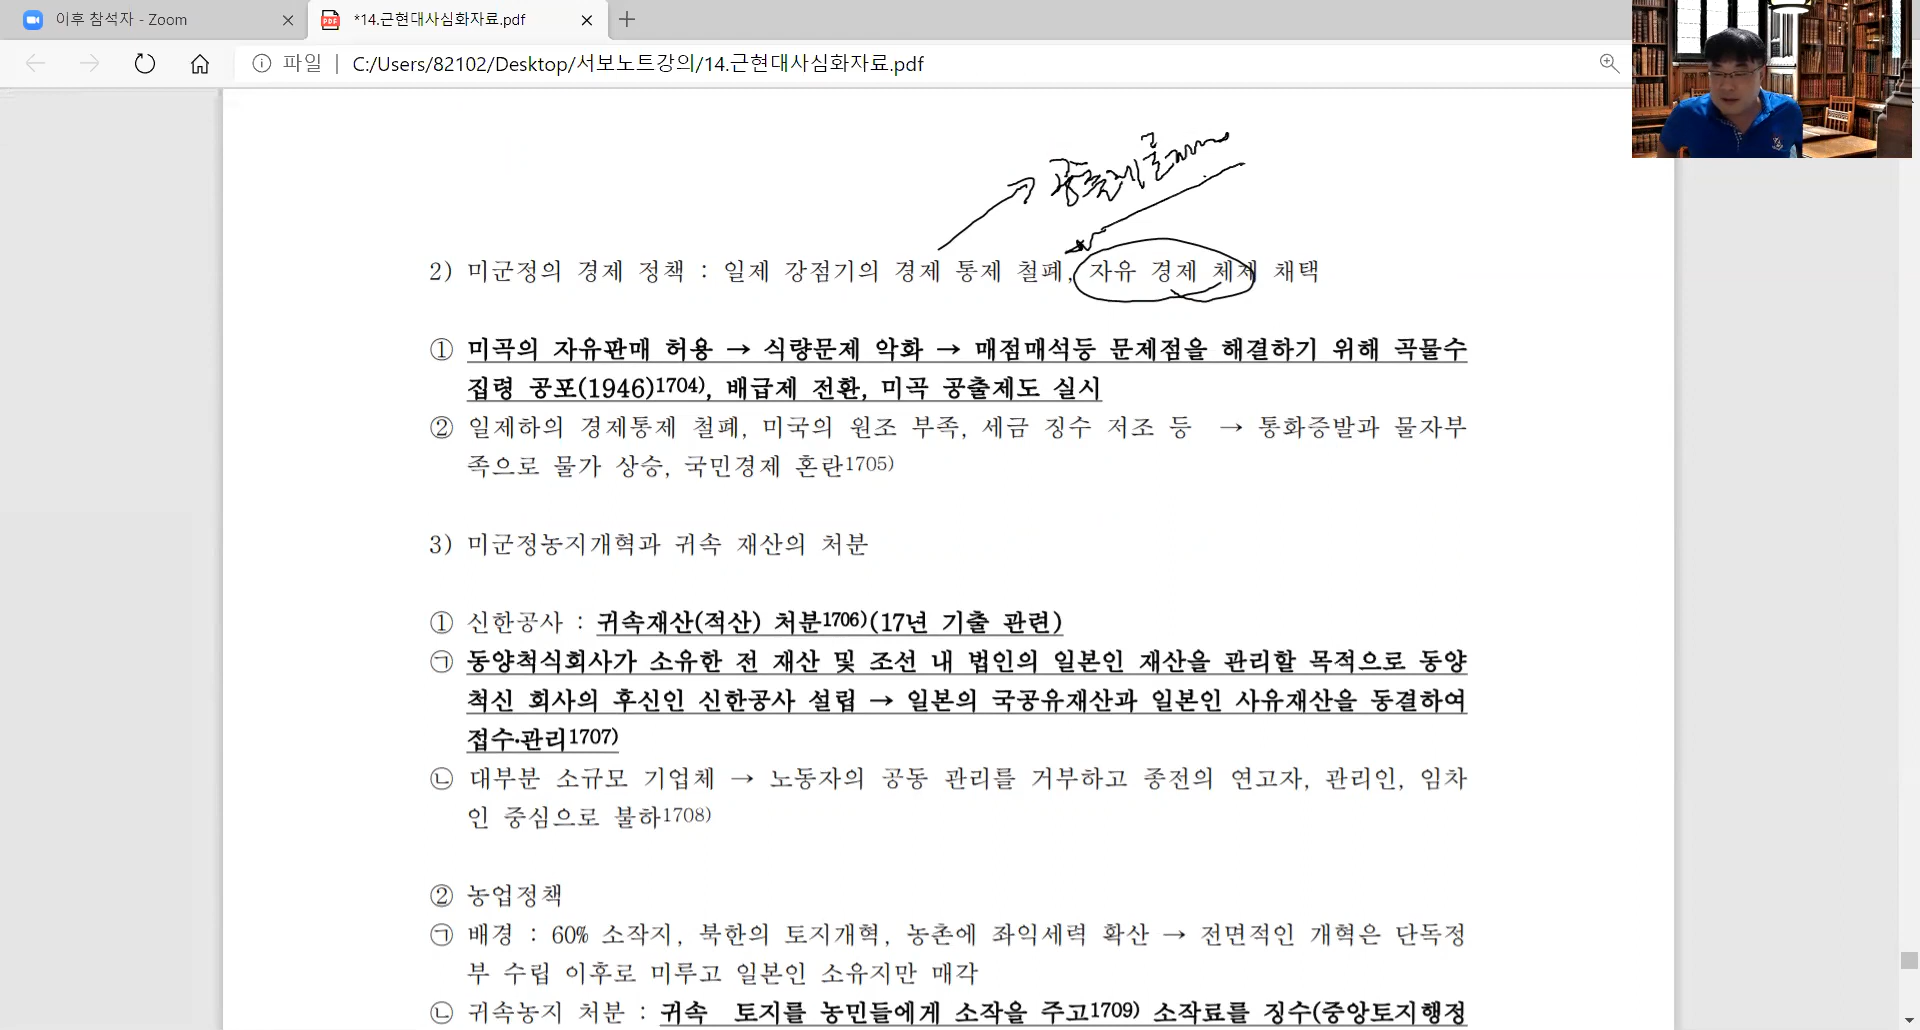 이후 참석자 - Zoom
*14.근현대사심화자료.pdf
파일 | C:/Users/82102/Desktop/서보노트강의/14.근현대사심화자료.pdf
2) 미군정의 경제 정책 : 일제 강점기의 경제 통제 철폐, 자유 경제 체제 채택
① 미곡의 자유판매 허용 → 식량문제 악화 → 매점매석등 문제점을 해결하기 위해 곡물수
집령 공포(1946)1704), 배급제 전환, 미곡 공출제도 실시
② 일제하의 경제통제 철폐, 미국의 원조 부족, 세금 징수 저조 등 → 통화증발과 물자부
족으로 물가 상승, 국민경제 혼란1705)
3) 미군정농지개혁과 귀속 재산의 처분
① 신한공사 : 귀속재산(적산) 처분1706)(17년 기출 관련)
㉠ 동양척식회사가 소유한 전 재산 및 조선 내 법인의 일본인 재산을 관리할 목적으로 동양
척신 회사의 후신인 신한공사 설립 → 일본의 국공유재산과 일본인 사유재산을 동결하여
접수·관리1707)
㉡ 대부분 소규모 기업체 → 노동자의 공동 관리를 거부하고 종전의 연고자, 관리인, 임차
인 중심으로 불하1708)
② 농업정책
㉠ 배경 : 60% 소작지, 북한의 토지개혁, 농촌에 좌익세력 확산 → 전면적인 개혁은 단독정
부 수립 이후로 미루고 일본인 소유지만 매각
㉡ 귀속농지 처분 : 귀속 토지를 농민들에게 소작을 주고1709) 소작료를 징수(중앙토지행정